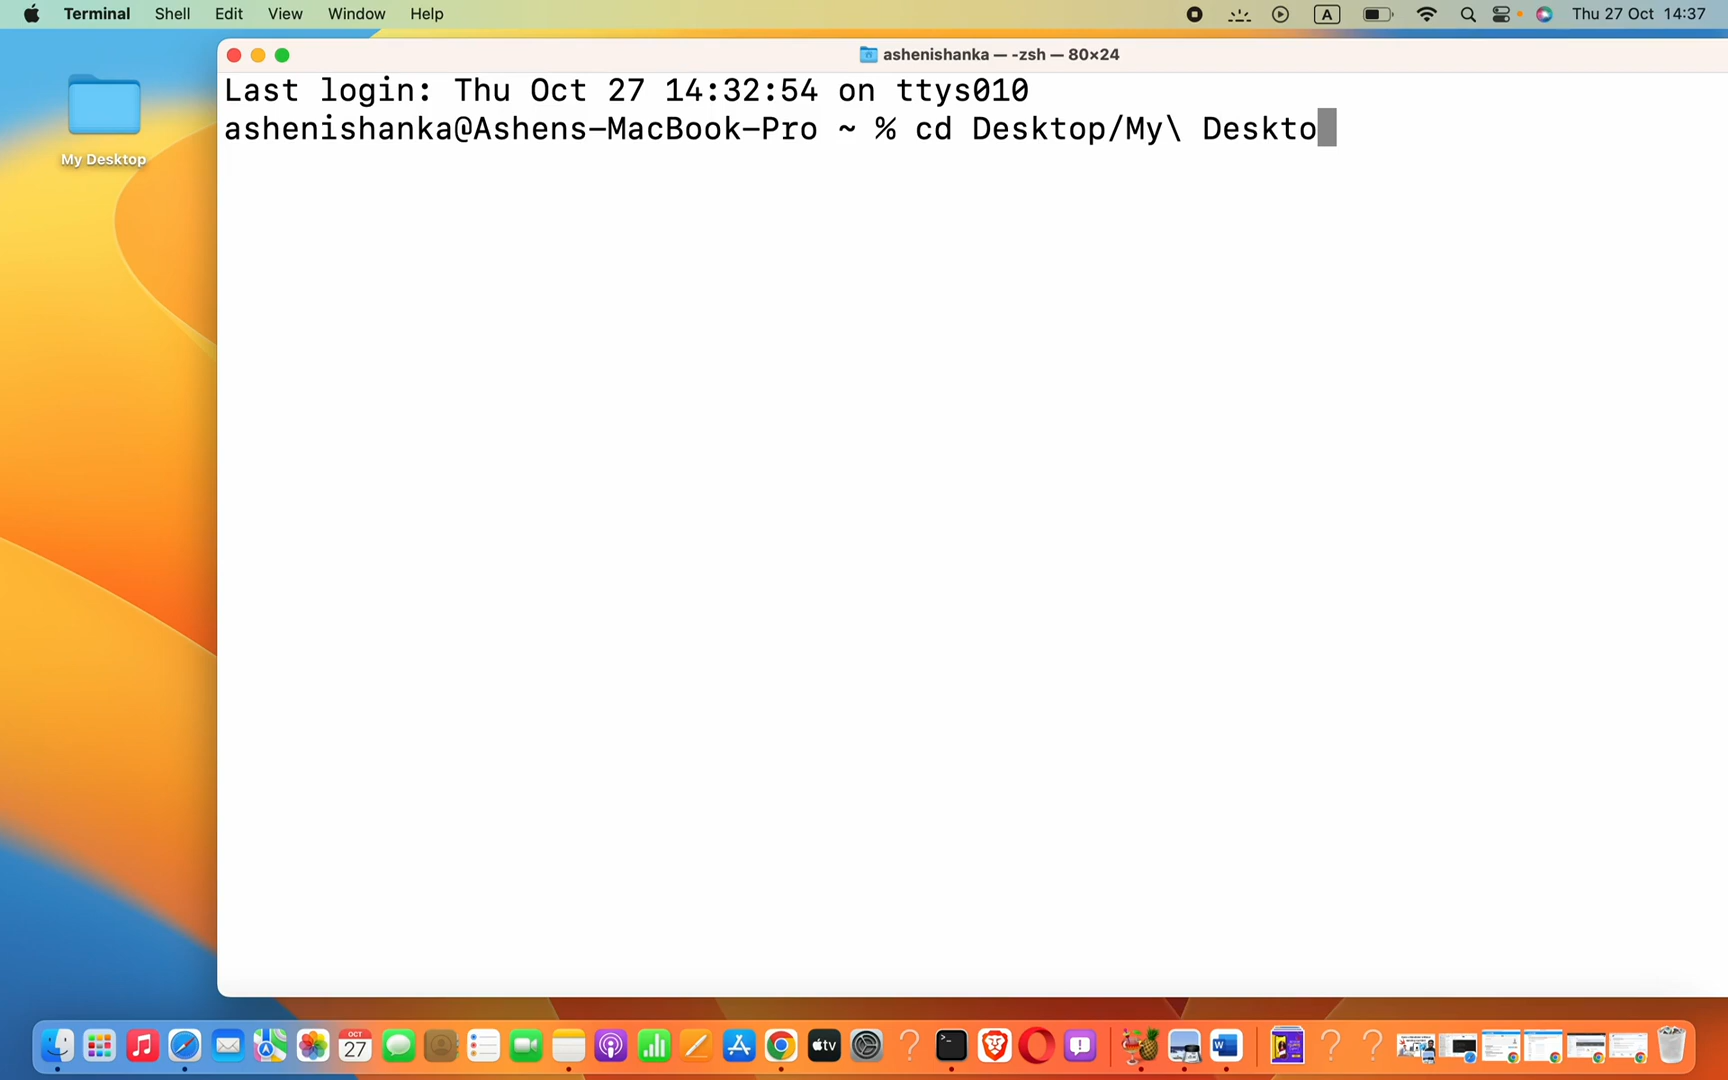 Terminal Shell Edit View Window Help A Thu 27 Oct 14:37
ashenishanka — -zsh — 80×24
Last login: Thu Oct 27 14:32:54 on ttys010
ashenishanka@Ashens-MacBook-Pro ~ % cd Desktop/My\ Deskto
My Desktop
OCT
27
tv
W